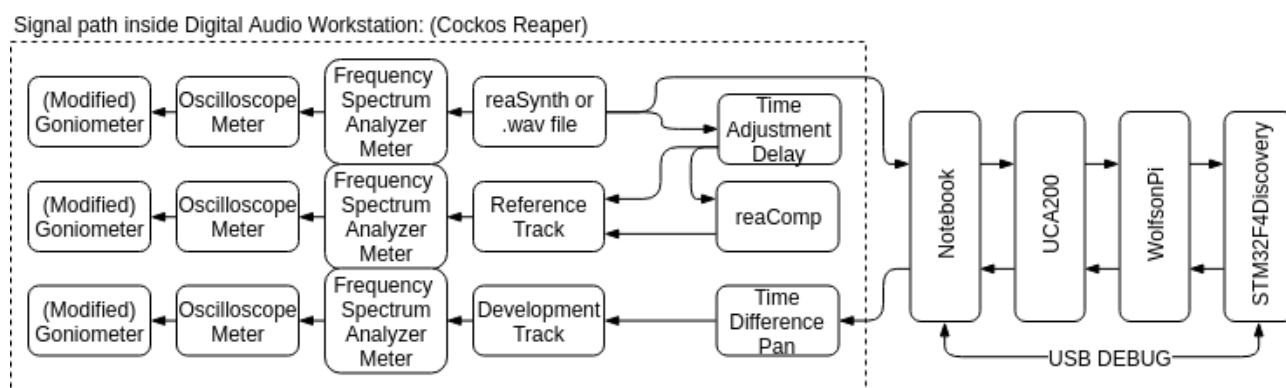 Signal path inside Digital Audio Workstation: (Cockos Reaper)
(Modified)
Goniometer
Oscilloscope
Meter
Frequency
Spectrum
Analyzer
Meter
reaSynth or
.wav file
Time
Adjustment
Delay
(Modified)
Goniometer
Oscilloscope
Meter
Frequency
Spectrum
Analyzer
Meter
Reference
Track
reaComp
(Modified)
Goniometer
Oscilloscope
Meter
Frequency
Spectrum
Analyzer
Meter
Development
Track
Time
Difference
Pan
Notebook
UCA200
WolfsonPi
STM32F4Discovery
USB DEBUG